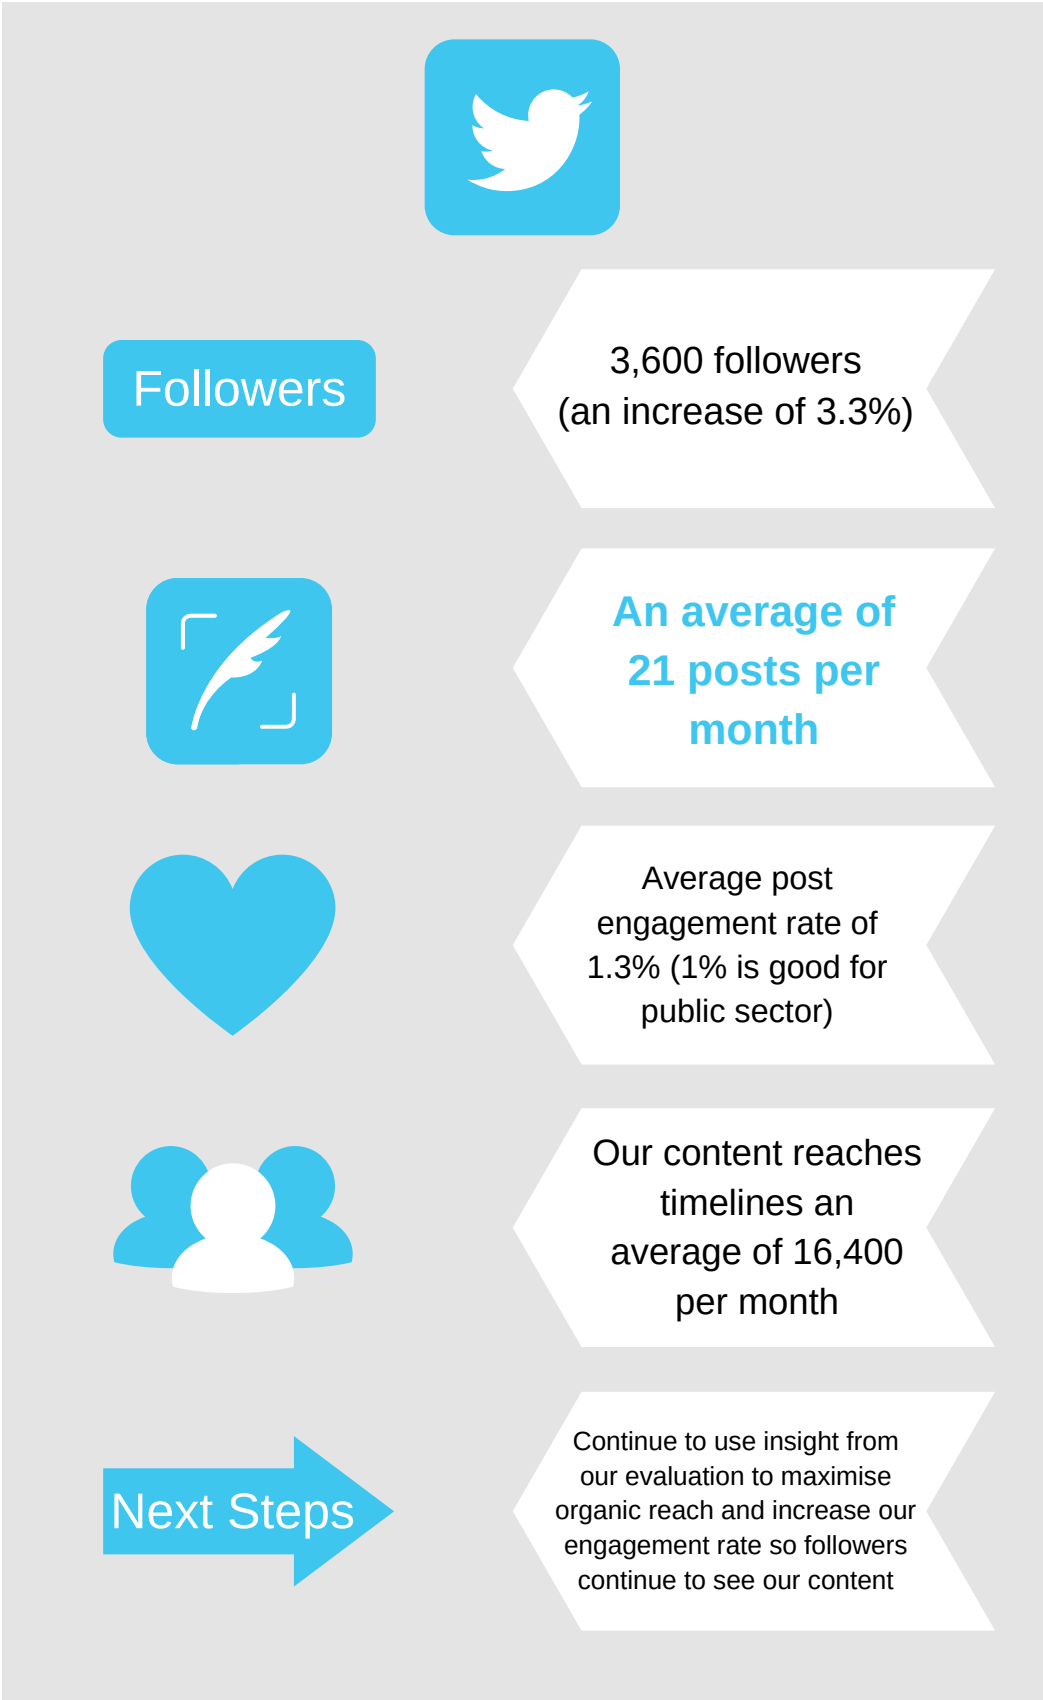 Followers
3,600 followers
(an increase of 3.3%)
An average of
21 posts per
month
Average post
engagement rate of
1.3% (1% is good for
public sector)
Our content reaches
timelines an
average of 16,400
per month
Next Steps
Continue to use insight from
our evaluation to maximise
organic reach and increase our
engagement rate so followers
continue to see our content